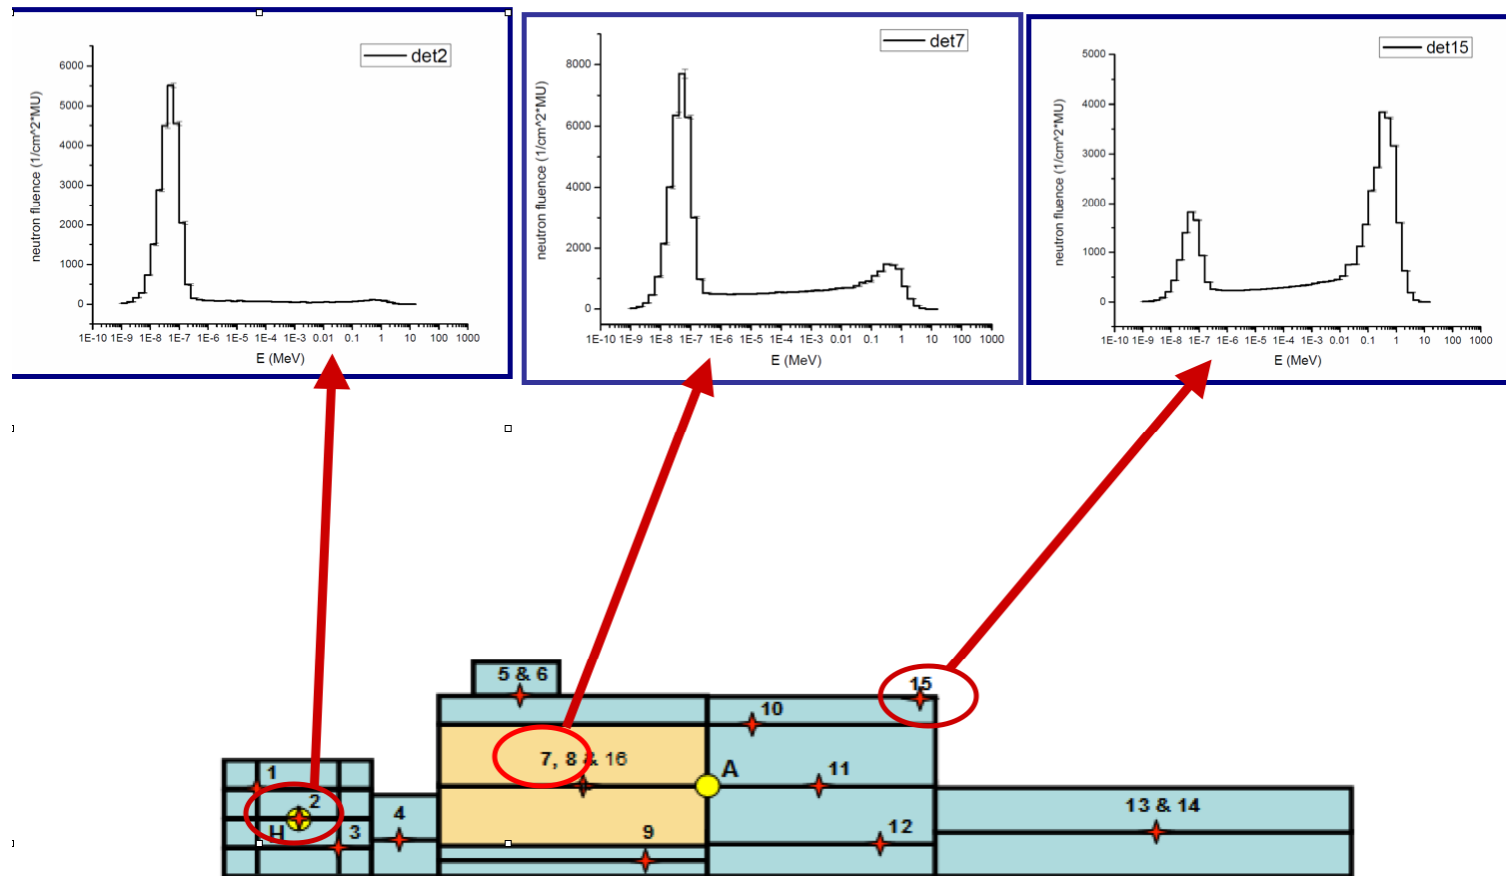 det2
neutron fluence (1/cm^2*MU)
6000
5000
4000
3000
2000
1000
0
1E-10 1E-9 1E-8 1E-7 1E-6 1E-5 1E-4 1E-3 0.01 0.1 1 10 100 1000
E (MeV)
det7
neutron fluence (1/cm^2*MU)
8000
6000
4000
2000
0
1E-10 1E-9 1E-8 1E-7 1E-6 1E-5 1E-4 1E-3 0.01 0.1 1 10 100 1000
E (MeV)
det15
neutron fluence (1/cm^2*MU)
5000
4000
3000
2000
1000
0
1E-10 1E-9 1E-8 1E-7 1E-6 1E-5 1E-4 1E-3 0.01 0.1 1 10 100 1000
E (MeV)
5 & 6
15
10
7, 8 & 16
A
11
1
2
H
3
4
9
12
13 & 14